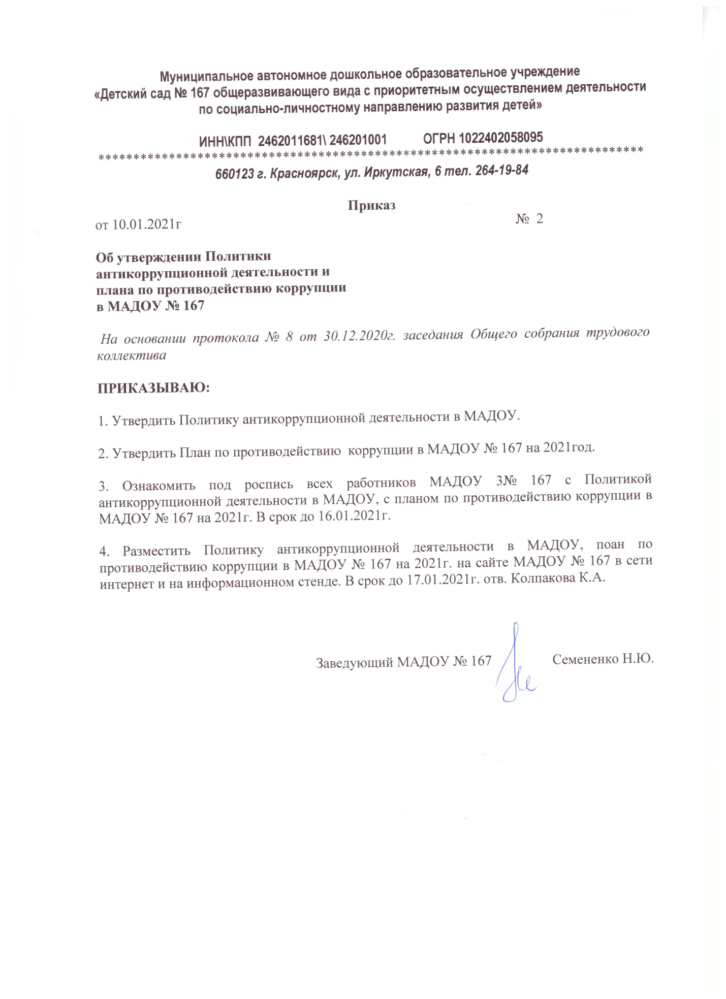 Муниципальное автономное дошкольное образовательное учреждение
«Детский сад № 167 общеразвивающего вида с приоритетным осуществлением деятельности
по социально-личностному направлению развития детей»
ИНН\КПП 2462011681\ 246201001 ОГРН 1022402058095
******************************************************************************
660123 г. Красноярск, ул. Иркутская, 6 тел. 264-19-84
Приказ
от 10.01.2021г № 2
Об утверждении Политики
антикоррупционной деятельности и
плана по противодействию коррупции
в МАДОУ № 167
На основании протокола № 8 от 30.12.2020г. заседания Общего собрания трудового
коллектива
ПРИКАЗЫВАЮ:
1. Утвердить Политику антикоррупционной деятельности в МАДОУ.
2. Утвердить План по противодействию коррупции в МАДОУ № 167 на 2021год.
3. Ознакомить под роспись всех работников МАДОУ 3№ 167 с Политикой
антикоррупционной деятельности в МАДОУ, с планом по противодействию коррупции в
МАДОУ № 167 на 2021г. В срок до 16.01.2021г.
4. Разместить Политику антикоррупционной деятельности в МАДОУ, поан по
противодействию коррупции в МАДОУ № 167 на 2021г. на сайте МАДОУ № 167 в сети
интернет и на информационном стенде. В срок до 17.01.2021г. отв. Колпакова К.А.
Заведующий МАДОУ № 167 Семененко Н.Ю.